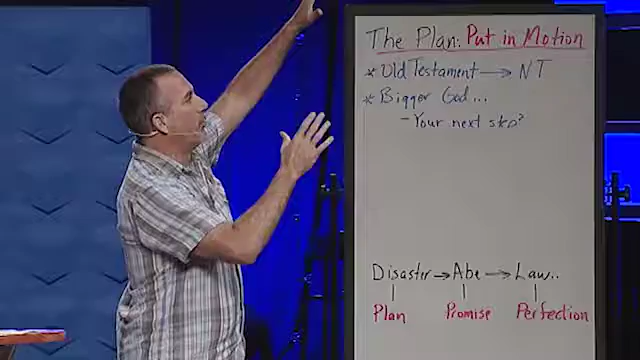 The Plan: Put in Motion
* Old Testament → NT
* Bigger God...
- Your next step?
Disaster → Abe → Law..
Plan Promise Perfection